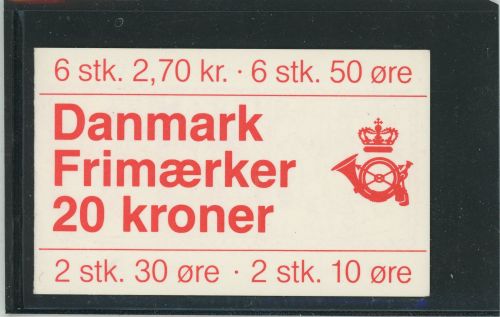 6 stk. 2,70 kr. · 6 stk. 50 øre
Danmark
Frimærker
20 kroner
2 stk. 30 øre · 2 stk. 10 øre